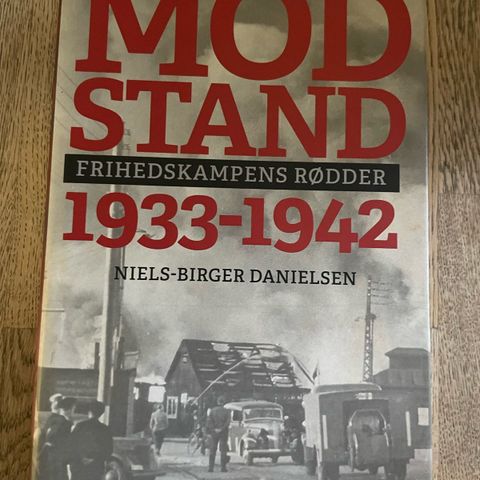 MOD
STAND
FRIHEDSKAMPENS RØDDER
1933-1942
NIELS-BIRGER DANIELSEN